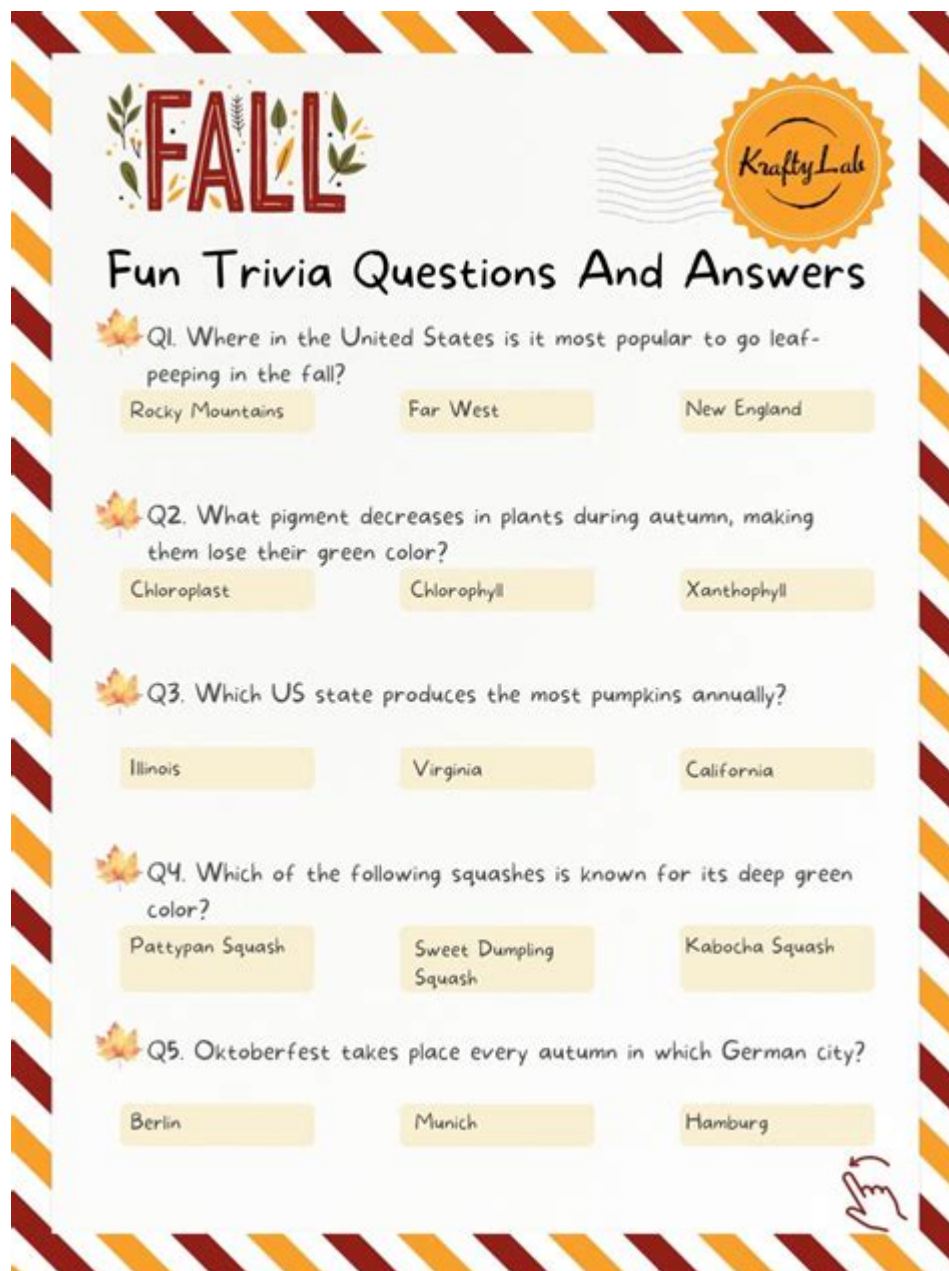 FALL
Krafty Lab
Fun Trivia Questions And Answers
Q1. Where in the United States is it most popular to go leaf-
peeping in the fall?
Rocky Mountains Far West New England
Q2. What pigment decreases in plants during autumn, making
them lose their green color?
Chloroplast Chlorophyll Xanthophyll
Q3. Which US state produces the most pumpkins annually?
Illinois Virginia California
Q4. Which of the following squashes is known for its deep green
color?
Pattypan Squash Sweet Dumpling Kabocha Squash
Squash
Q5. Oktoberfest takes place every autumn in which German city?
Berlin Munich Hamburg